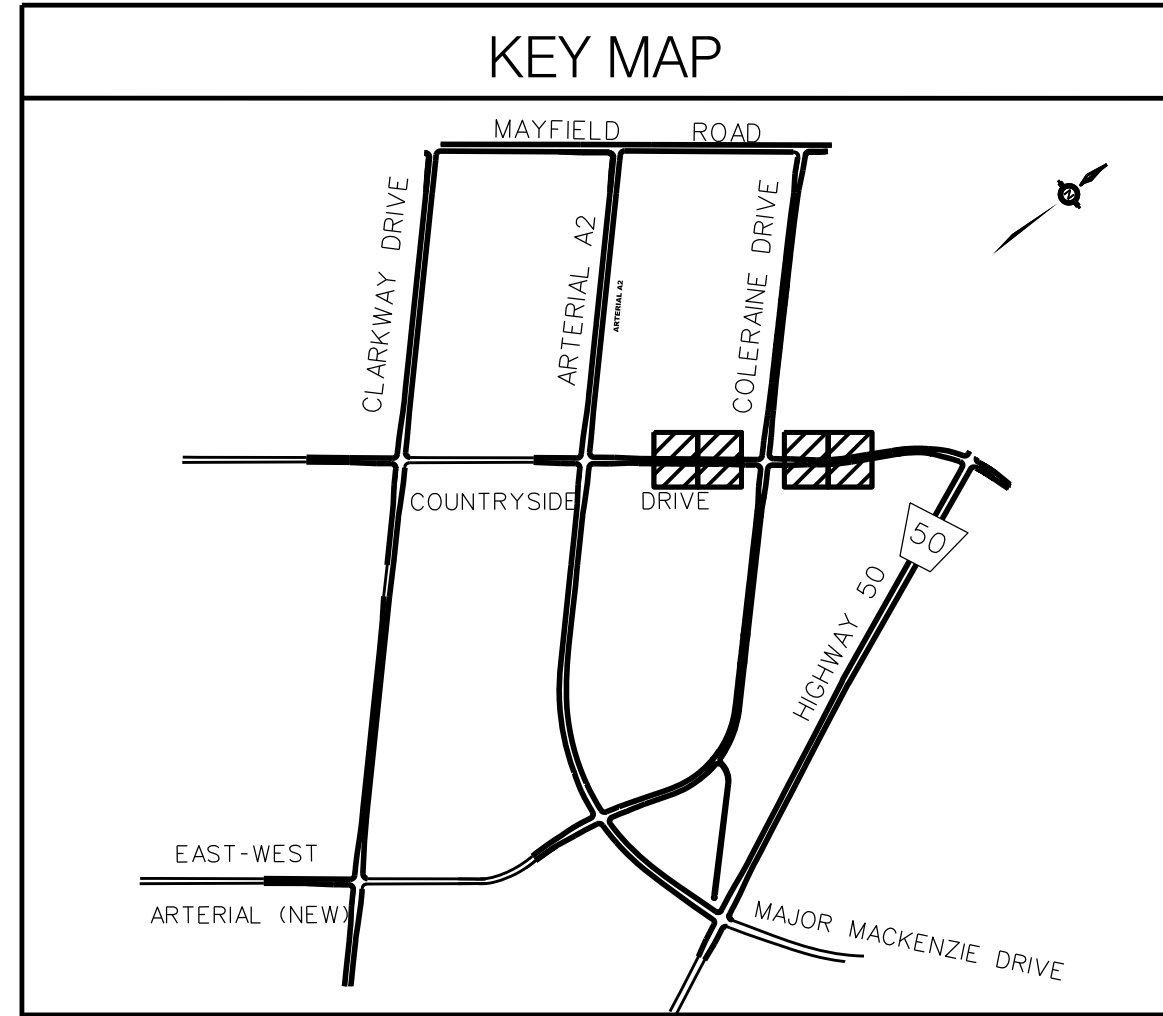 KEY MAP
MAYFIELD ROAD
CLARKWAY DRIVE
ARTERIAL A2
ARTERIAL A2
COLERAINE DRIVE
N
COUNTRYSIDE DRIVE
50
HIGHWAY 50
EAST-WEST
ARTERIAL (NEW)
MAJOR MACKENZIE DRIVE